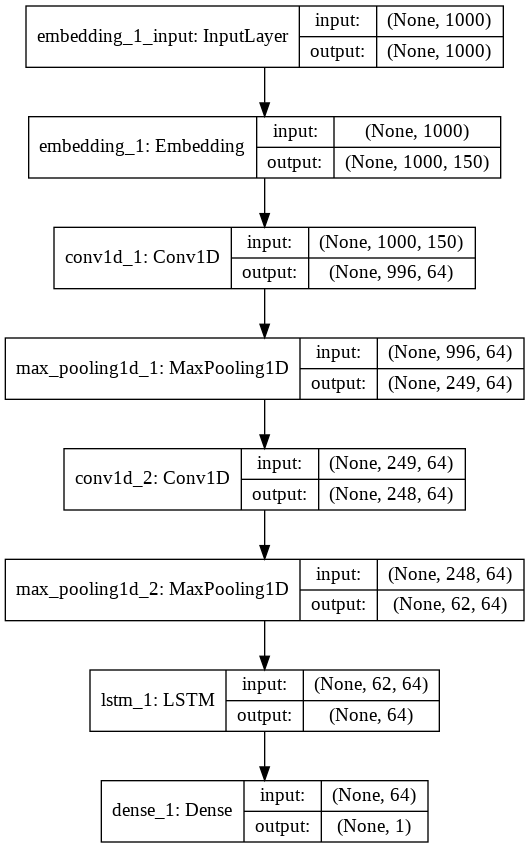 embedding_1_input: InputLayer
input: (None, 1000)
output: (None, 1000)
embedding_1: Embedding
input: (None, 1000)
output: (None, 1000, 150)
conv1d_1: Conv1D
input: (None, 1000, 150)
output: (None, 996, 64)
max_pooling1d_1: MaxPooling1D
input: (None, 996, 64)
output: (None, 249, 64)
conv1d_2: Conv1D
input: (None, 249, 64)
output: (None, 248, 64)
max_pooling1d_2: MaxPooling1D
input: (None, 248, 64)
output: (None, 62, 64)
lstm_1: LSTM
input: (None, 62, 64)
output: (None, 64)
dense_1: Dense
input: (None, 64)
output: (None, 1)